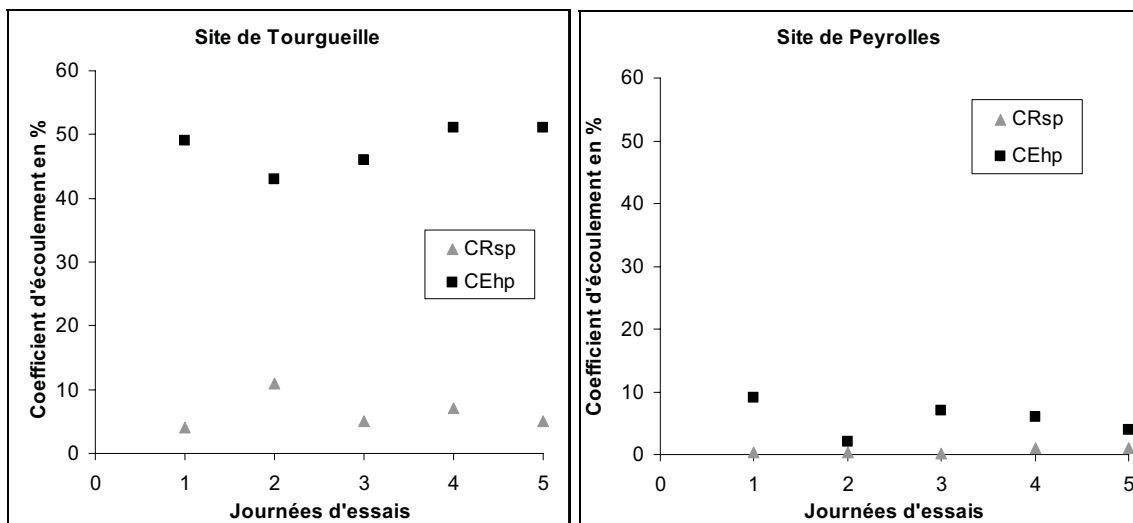 Site de Tourgueille
Coefficient d'écoulement en %
60
50
40
30
20
10
0
CRsp
CEhp
0 1 2 3 4 5
Journées d'essais
Site de Peyrolles
Coefficient d'écoulement en %
60
50
40
30
20
10
0
CRsp
CEhp
0 1 2 3 4 5
Journées d'essais